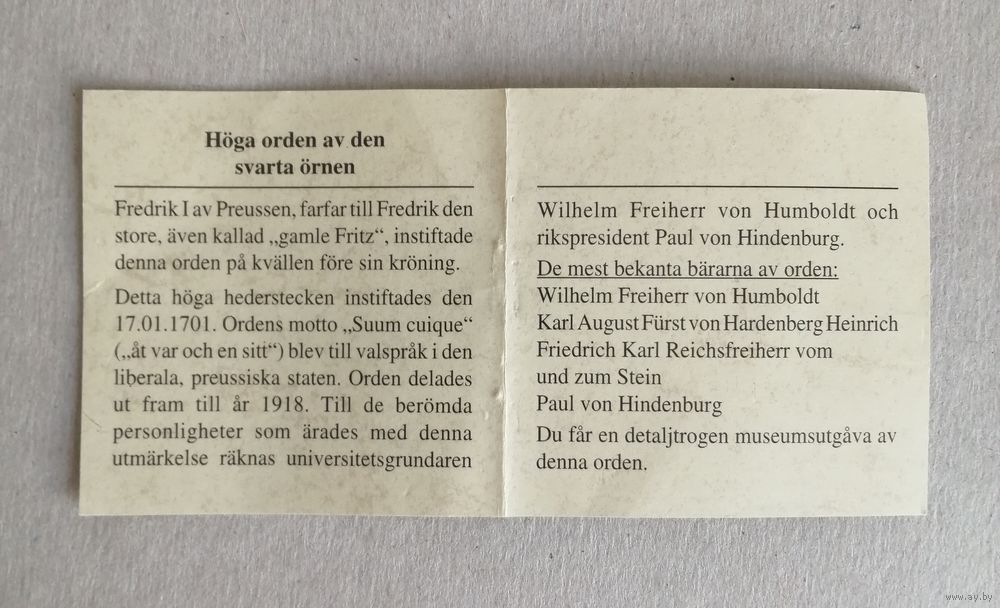 Höga orden av den
svarta örnen
Fredrik I av Preussen, farfar till Fredrik den
store, även kallad „gamle Fritz“, instiftade
denna orden på kvällen före sin kröning.
Detta höga hederstecken instiftades den
17.01.1701. Ordens motto „Suum cuique“
(„åt var och en sitt“) blev till valspråk i den
liberala, preussiska staten. Orden delades
ut fram till år 1918. Till de berömda
personligheter som ärades med denna
utmärkelse räknas universitetsgrundaren
Wilhelm Freiherr von Humboldt och
rikspresident Paul von Hindenburg.
De mest bekanta bärarna av orden:
Wilhelm Freiherr von Humboldt
Karl August Fürst von Hardenberg Heinrich
Friedrich Karl Reichsfreiherr vom
und zum Stein
Paul von Hindenburg
Du får en detaljtrogen museumsutgåva av
denna orden.
www.ay.by